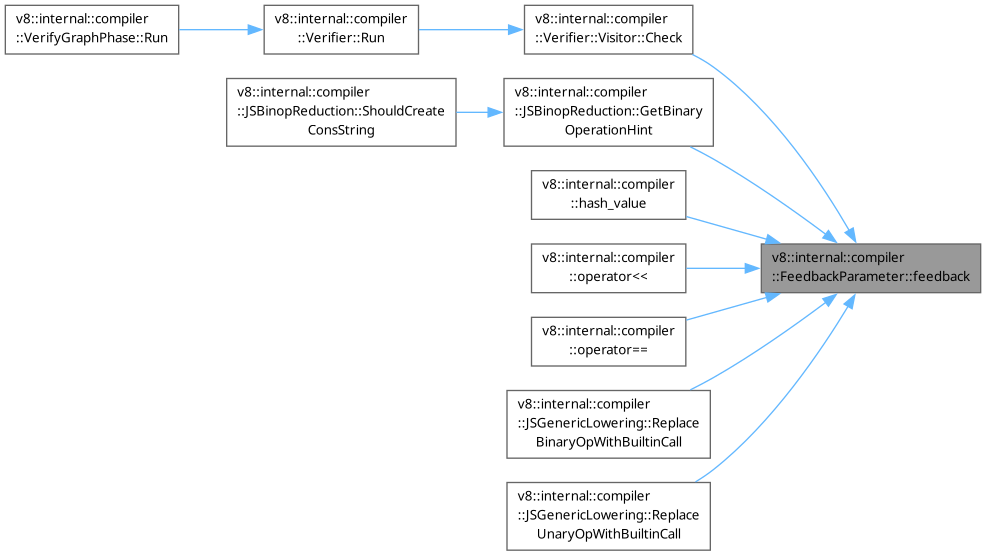 v8::internal::compiler
::VerifyGraphPhase::Run
v8::internal::compiler
::Verifier::Run
v8::internal::compiler
::Verifier::Visitor::Check
v8::internal::compiler
::JSBinopReduction::ShouldCreate
ConsString
v8::internal::compiler
::JSBinopReduction::GetBinary
OperationHint
v8::internal::compiler
::hash_value
v8::internal::compiler
::operator<<
v8::internal::compiler
::FeedbackParameter::feedback
v8::internal::compiler
::operator==
v8::internal::compiler
::JSGenericLowering::Replace
BinaryOpWithBuiltinCall
v8::internal::compiler
::JSGenericLowering::Replace
UnaryOpWithBuiltinCall